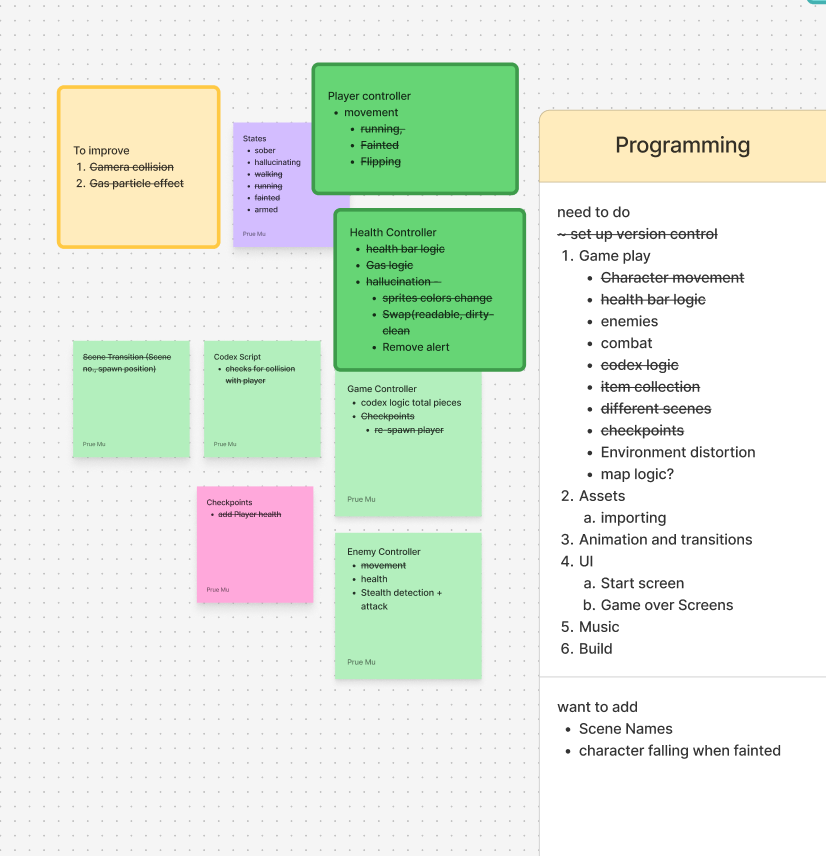 To improve
1. Camera collision
2. Gas particle effect
States
• sober
• hallucinating
• walking
• running
• fainted
• armed
Prue Mu
Player controller
• movement
• running,
• Fainted
• Flipping
Health Controller
• health bar logic
• Gas logic
• hallucination ~
• sprites colors change
• Swap(readable, dirty-
clean
• Remove alert
Scene Transition (Scene
no., spawn position)
Prue Mu
Codex Script
• checks for collision
with player
Prue Mu
Game Controller
• codex logic total pieces
• Checkpoints
• re-spawn player
Prue Mu
Checkpoints
• add Player health
Prue Mu
Enemy Controller
• movement
• health
• Stealth detection +
attack
Prue Mu
Programming
need to do
~ set up version control
1. Game play
• Character movement
• health bar logic
• enemies
• combat
• codex logic
• item collection
• different scenes
• checkpoints
• Environment distortion
• map logic?
2. Assets
a. importing
3. Animation and transitions
4. UI
a. Start screen
b. Game over Screens
5. Music
6. Build
want to add
• Scene Names
• character falling when fainted